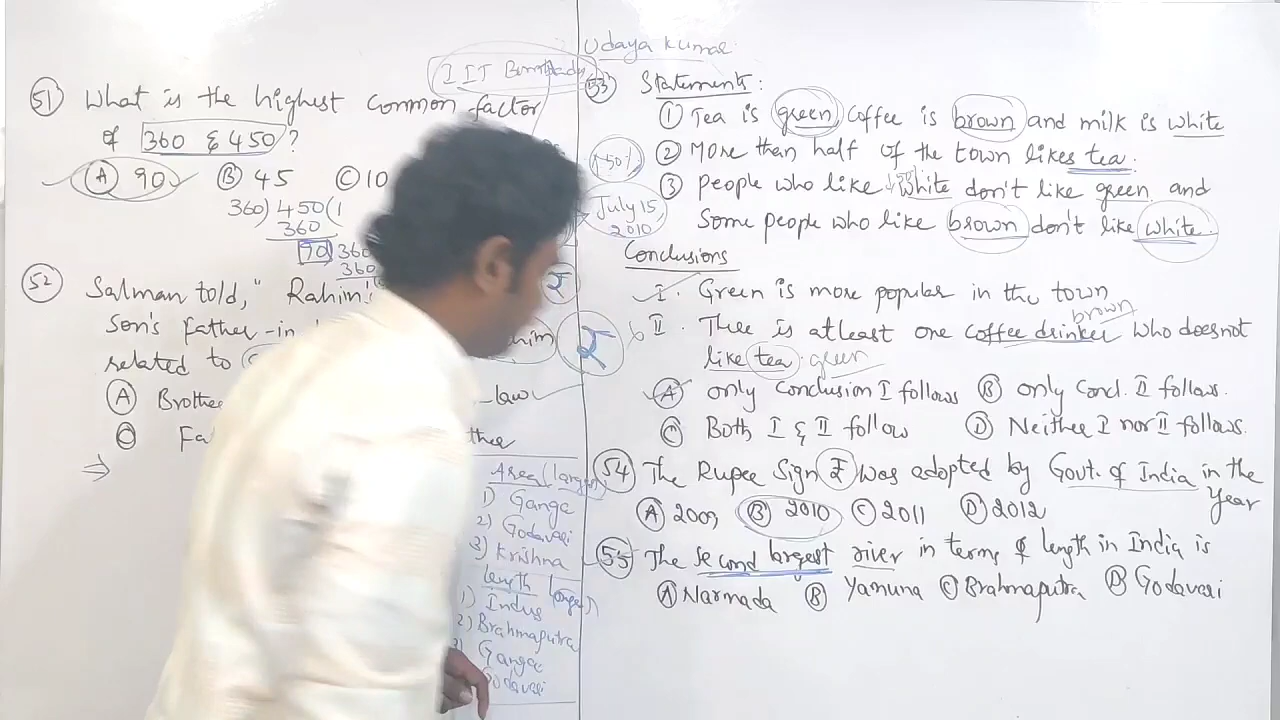 51 What is the highest common factor
of 360 & 450 ?
A 90 B 45 C 10
360) 450 (1
360
90) 360
360
52 Salman told, " Rahim's
Son's father-in-
related to
A Brothe
C Fa
⇒
-law
ther
Area (largest)
1) Ganga
2) Godavari
3) Krishna
length (longest)
1) Indus
2) Brahmaputra
3) Ganga
Godavari
Udaya Kumar
IIT
53 Statements:
1 Tea is green Coffee is brown and milk is white
2 More than half of the town likes tea.
3 people who like white don't like green and
Some people who like brown don't like white.
>50%
July 15,
2010
₹
₹
Conclusions
I. Green is more popular in the town
brown
II. There is atleast one coffee drinker who doesnot
like tea. green
A only Conclusion I follows B only Concl. II follows.
C Both I & II follow D Neither I nor II follows.
54 The Rupee Sign ₹ was adopted by Govt. of India in the
Year
A 2009 B 2010 C 2011 D 2012
55 The second largest river in terms of length in India is
A Narmada B Yamuna C Brahmaputra D Godavari